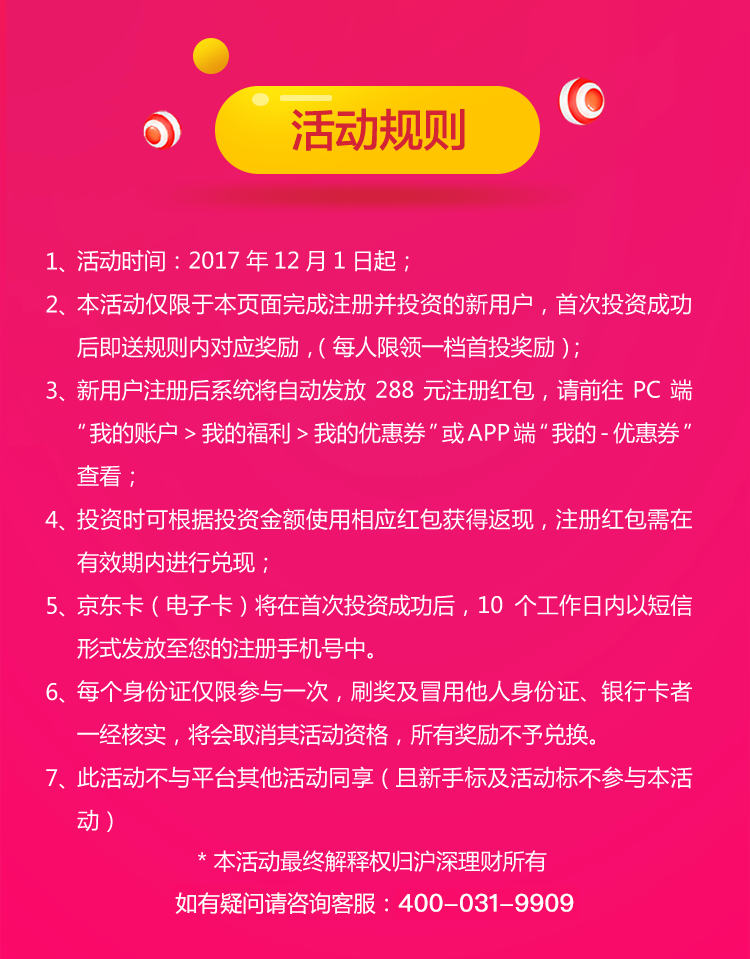 活动规则
1、活动时间：2017 年 12 月 1 日起；
2、本活动仅限于本页面完成注册并投资的新用户，首次投资成功
后即送规则内对应奖励，（每人限领一档首投奖励）；
3、新用户注册后系统将自动发放 288 元注册红包，请前往 PC 端
“我的账户 > 我的福利 > 我的优惠券”或 APP 端“我的 - 优惠券”
查看；
4、投资时可根据投资金额使用相应红包获得返现，注册红包需在
有效期内进行兑现；
5、京东卡（电子卡）将在首次投资成功后，10 个工作日内以短信
形式发放至您的注册手机号中。
6、每个身份证仅限参与一次，刷奖及冒用他人身份证、银行卡者
一经核实，将会取消其活动资格，所有奖励不予兑换。
7、此活动不与平台其他活动同享（且新手标及活动标不参与本活
动）
* 本活动最终解释权归沪深理财所有
如有疑问请咨询客服：400-031-9909